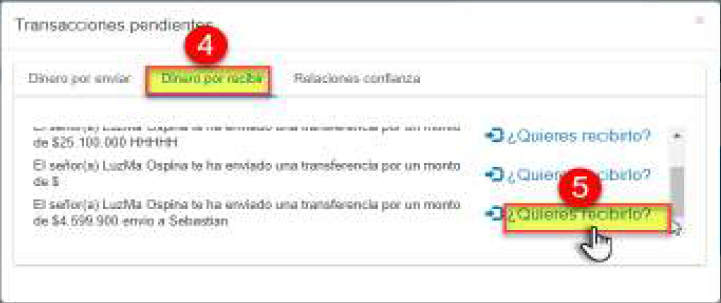 Transacciones pendientes
4
Dinero por enviar Dinero por recibir Relaciones confianza
El señor(a) LuzMa Ospina te ha enviado una transferencia por un monto
de $25.100.000 HHHHH
¿Quieres recibirlo?
El señor(a) LuzMa Ospina te ha enviado una transferencia por un monto
de $
¿Quieres recibirlo?
5
El señor(a) LuzMa Ospina te ha enviado una transferencia por un monto
de $4.599.900 envio a Sebastian
¿Quieres recibirlo?